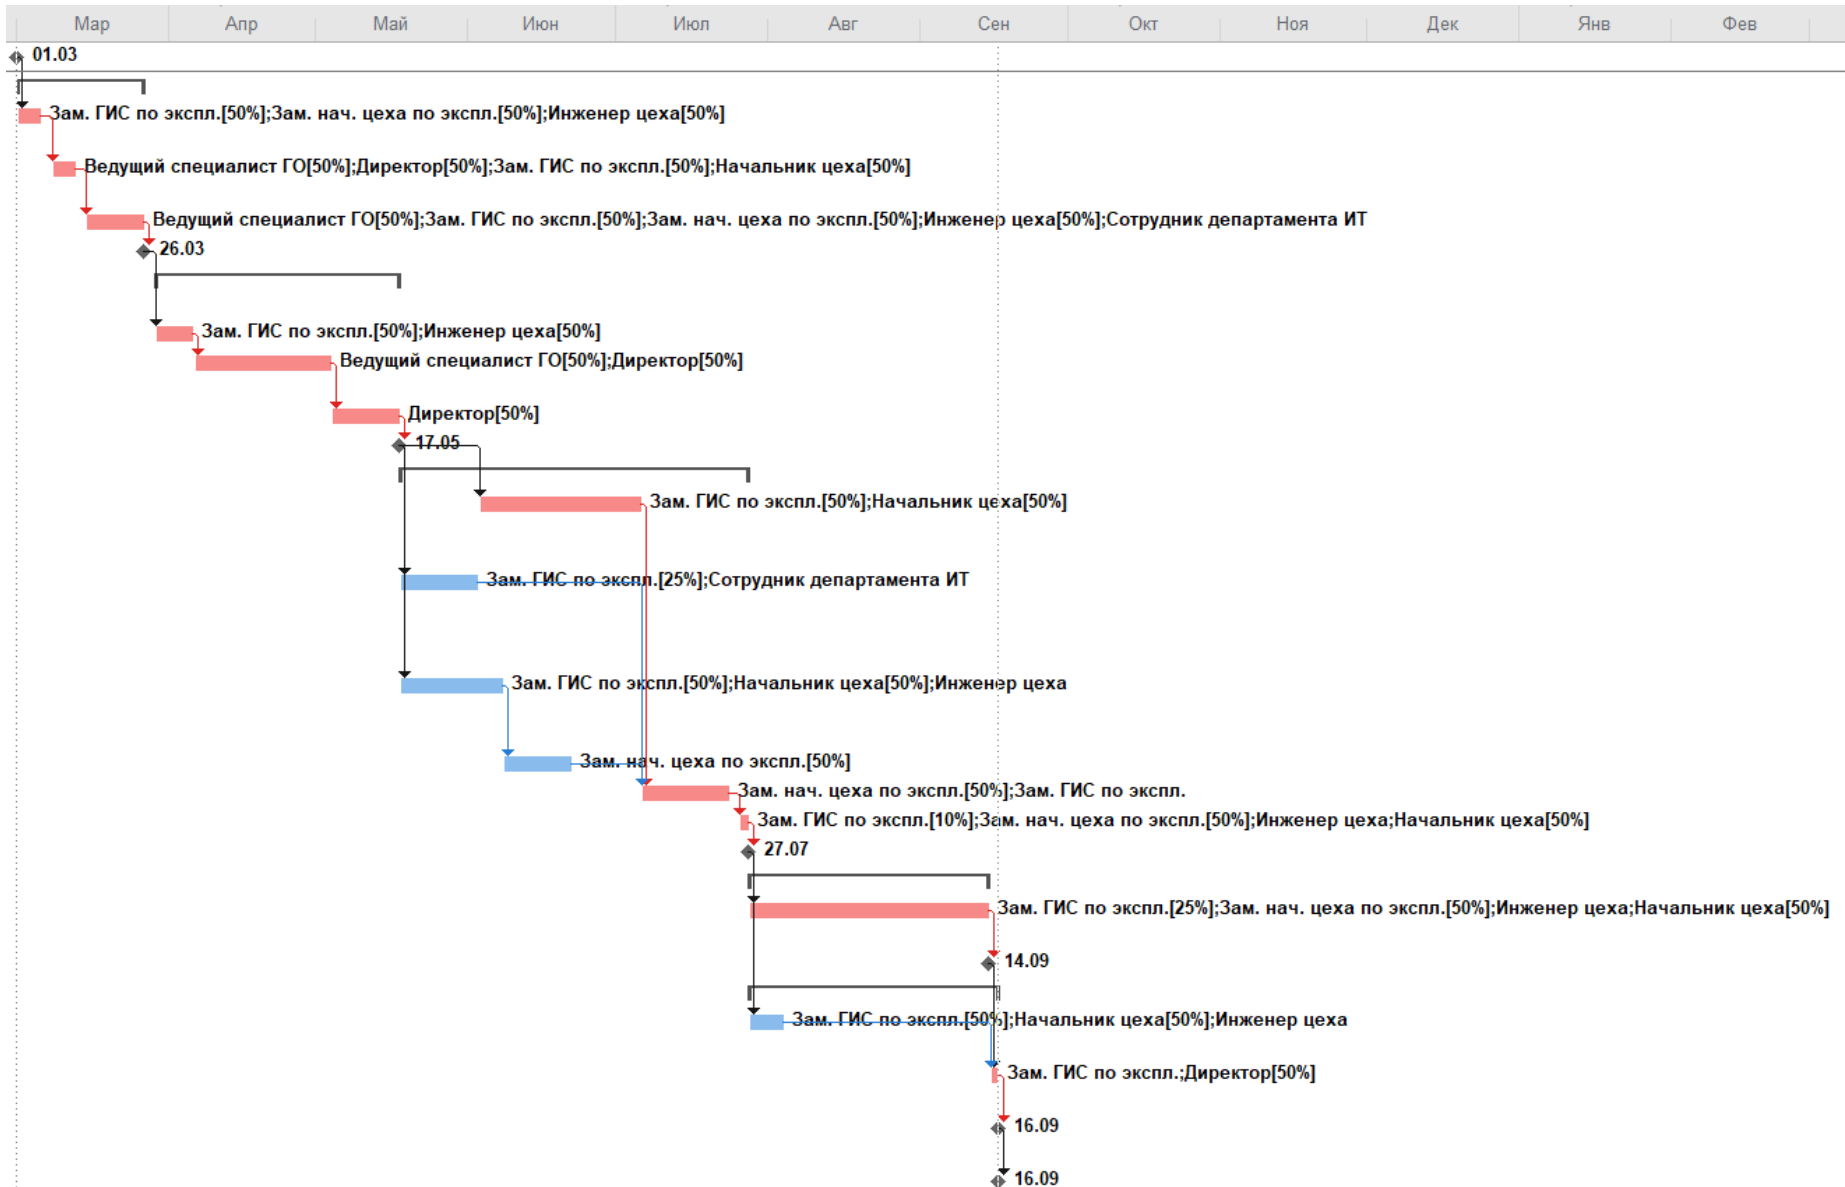 Мар Апр Май Июн Июл Авг Сен Окт Ноя Дек Янв Фев
01.03
Зам. ГИС по экспл.[50%];Зам. нач. цеха по экспл.[50%];Инженер цеха[50%]
Ведущий специалист ГО[50%];Директор[50%];Зам. ГИС по экспл.[50%];Начальник цеха[50%]
Ведущий специалист ГО[50%];Зам. ГИС по экспл.[50%];Зам. нач. цеха по экспл.[50%];Инженер цеха[50%];Сотрудник департамента ИТ
26.03
Зам. ГИС по экспл.[50%];Инженер цеха[50%]
Ведущий специалист ГО[50%];Директор[50%]
Директор[50%]
17.05
Зам. ГИС по экспл.[50%];Начальник цеха[50%]
Зам. ГИС по экспл.[25%];Сотрудник департамента ИТ
Зам. ГИС по экспл.[50%];Начальник цеха[50%];Инженер цеха
Зам. нач. цеха по экспл.[50%]
Зам. нач. цеха по экспл.[50%];Зам. ГИС по экспл.
Зам. ГИС по экспл.[10%];Зам. нач. цеха по экспл.[50%];Инженер цеха;Начальник цеха[50%]
27.07
Зам. ГИС по экспл.[25%];Зам. нач. цеха по экспл.[50%];Инженер цеха;Начальник цеха[50%]
14.09
Зам. ГИС по экспл.[50%];Начальник цеха[50%];Инженер цеха
Зам. ГИС по экспл.;Директор[50%]
16.09
16.09